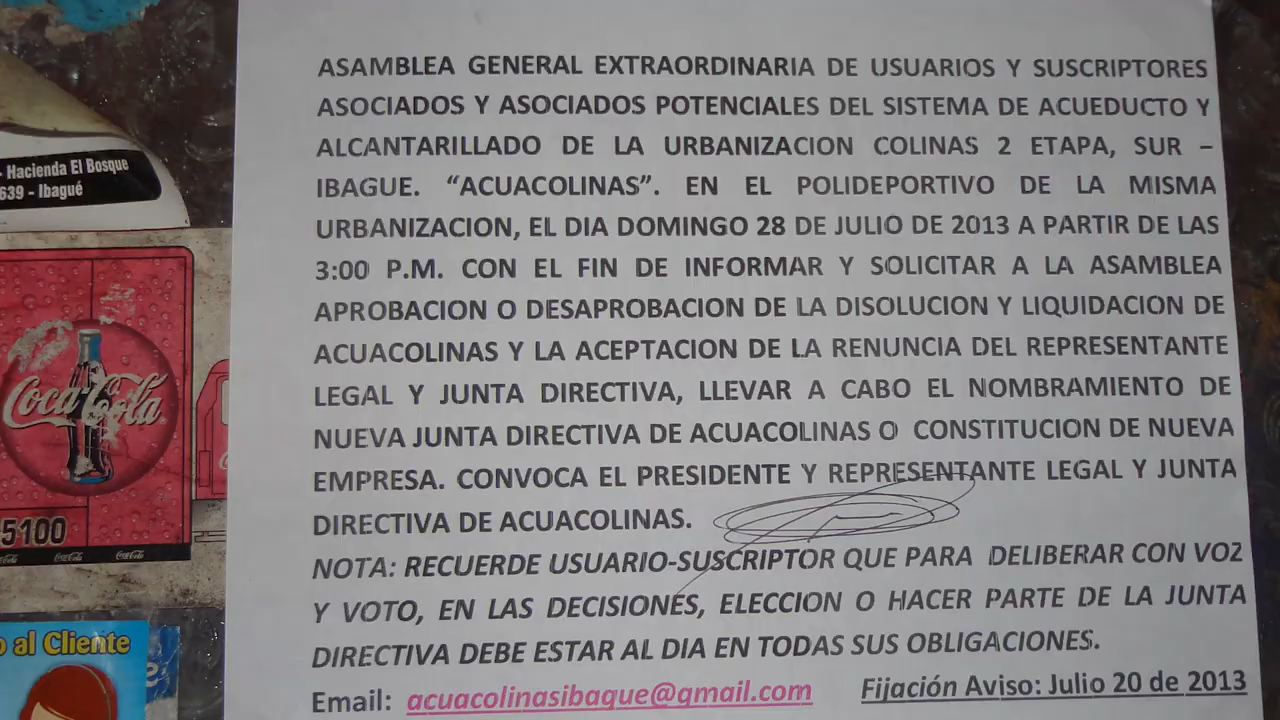 ASAMBLEA GENERAL EXTRAORDINARIA DE USUARIOS Y SUSCRIPTORES
ASOCIADOS Y ASOCIADOS POTENCIALES DEL SISTEMA DE ACUEDUCTO Y
ALCANTARILLADO DE LA URBANIZACION COLINAS 2 ETAPA, SUR –
IBAGUE. “ACUACOLINAS”. EN EL POLIDEPORTIVO DE LA MISMA
URBANIZACION, EL DIA DOMINGO 28 DE JULIO DE 2013 A PARTIR DE LAS
3:00 P.M. CON EL FIN DE INFORMAR Y SOLICITAR A LA ASAMBLEA
APROBACION O DESAPROBACION DE LA DISOLUCION Y LIQUIDACION DE
ACUACOLINAS Y LA ACEPTACION DE LA RENUNCIA DEL REPRESENTANTE
LEGAL Y JUNTA DIRECTIVA, LLEVAR A CABO EL NOMBRAMIENTO DE
NUEVA JUNTA DIRECTIVA DE ACUACOLINAS O CONSTITUCION DE NUEVA
EMPRESA. CONVOCA EL PRESIDENTE Y REPRESENTANTE LEGAL Y JUNTA
DIRECTIVA DE ACUACOLINAS.
NOTA: RECUERDE USUARIO-SUSCRIPTOR QUE PARA DELIBERAR CON VOZ
Y VOTO, EN LAS DECISIONES, ELECCION O HACER PARTE DE LA JUNTA
DIRECTIVA DEBE ESTAR AL DIA EN TODAS SUS OBLIGACIONES.
Email: acuacolinasibague@gmail.com Fijación Aviso: Julio 20 de 2013
- Hacienda El Bosque
639 - Ibagué
Coca-Cola
5100
Coca-Cola Coca-Cola
o al Cliente